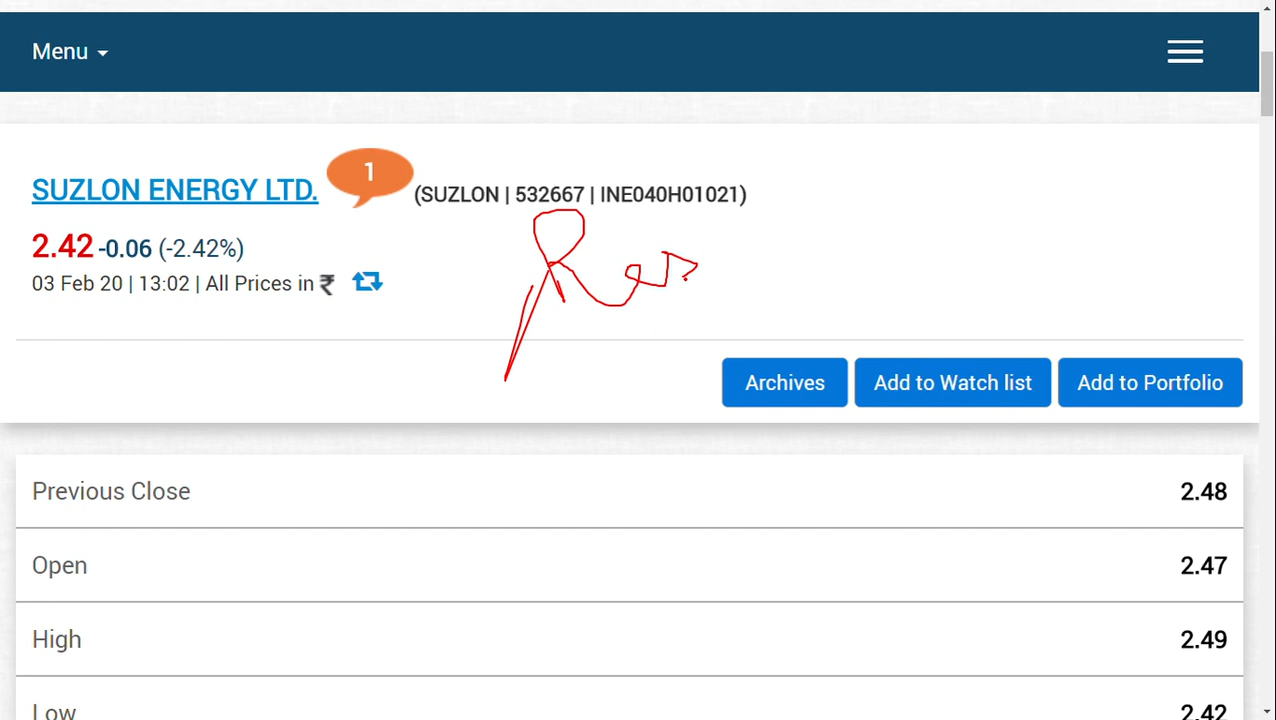 Menu
SUZLON ENERGY LTD. 1 (SUZLON | 532667 | INE040H01021)
2.42 -0.06 (-2.42%)
03 Feb 20 | 13:02 | All Prices in ₹
Archives Add to Watch list Add to Portfolio
Previous Close 2.48
Open 2.47
High 2.49
Low 2.42